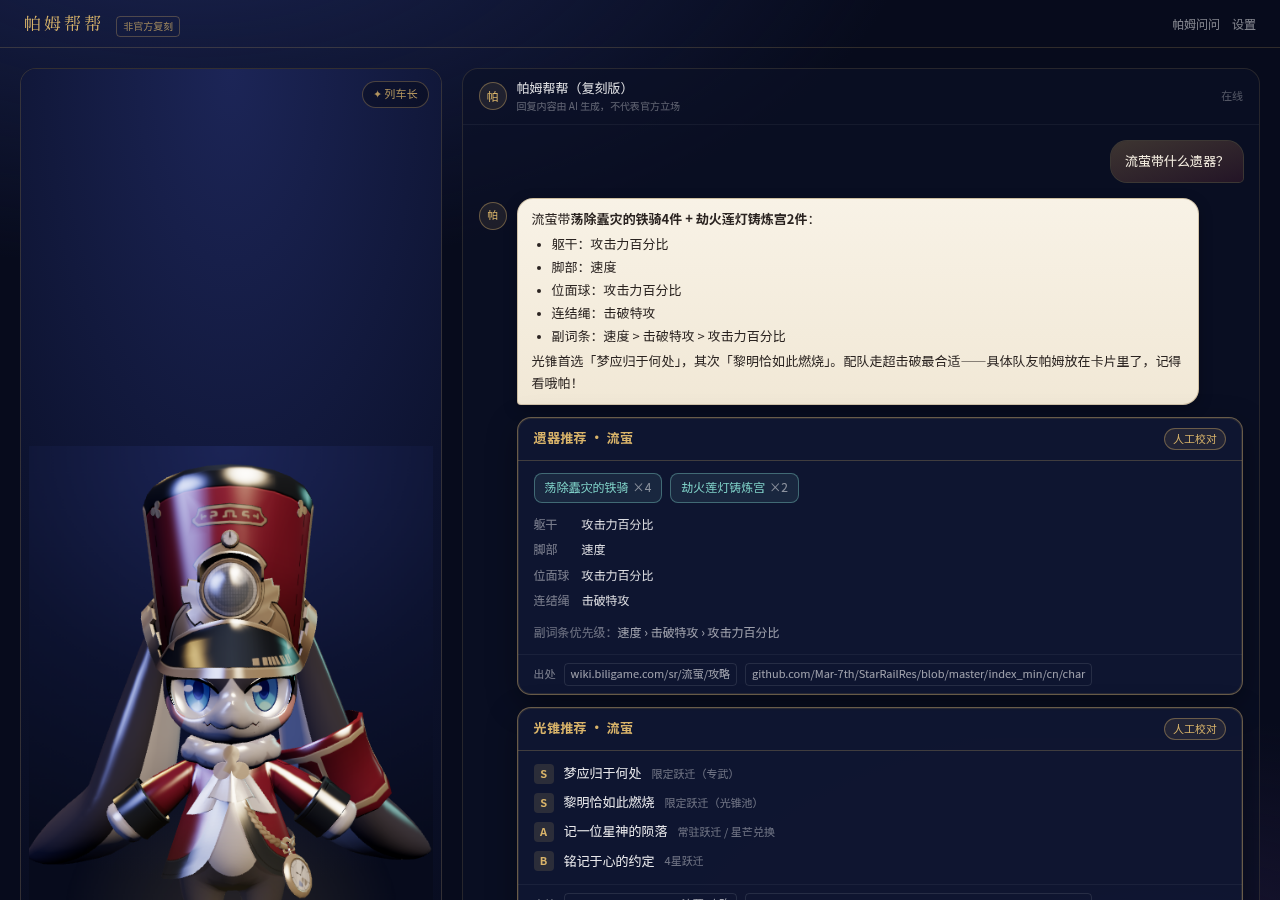 帕姆帮帮
非官方复刻
帕姆问问 设置
✦ 列车长
帕
帕姆帮帮（复刻版）
回复内容由 AI 生成，不代表官方立场
在线
流萤带什么遗器？
帕
流萤带荡除蠹灾的铁骑4件 + 劫火莲灯铸炼宫2件：
• 躯干：攻击力百分比
• 脚部：速度
• 位面球：攻击力百分比
• 连结绳：击破特攻
• 副词条：速度 > 击破特攻 > 攻击力百分比
光锥首选「梦应归于何处」，其次「黎明恰如此燃烧」。配队走超击破最合适——具体队友帕姆放在卡片里了，记得
看哦帕！
遗器推荐 · 流萤
人工校对
荡除蠹灾的铁骑 ×4
劫火莲灯铸炼宫 ×2
躯干 攻击力百分比
脚部 速度
位面球 攻击力百分比
连结绳 击破特攻
副词条优先级：速度 › 击破特攻 › 攻击力百分比
出处 wiki.biligame.com/sr/流萤/攻略 github.com/Mar-7th/StarRailRes/blob/master/index_min/cn/char
光锥推荐 · 流萤
人工校对
S 梦应归于何处 限定跃迁（专武）
S 黎明恰如此燃烧 限定跃迁（光锥池）
A 记一位星神的陨落 常驻跃迁 / 星芒兑换
B 铭记于心的约定 4星跃迁